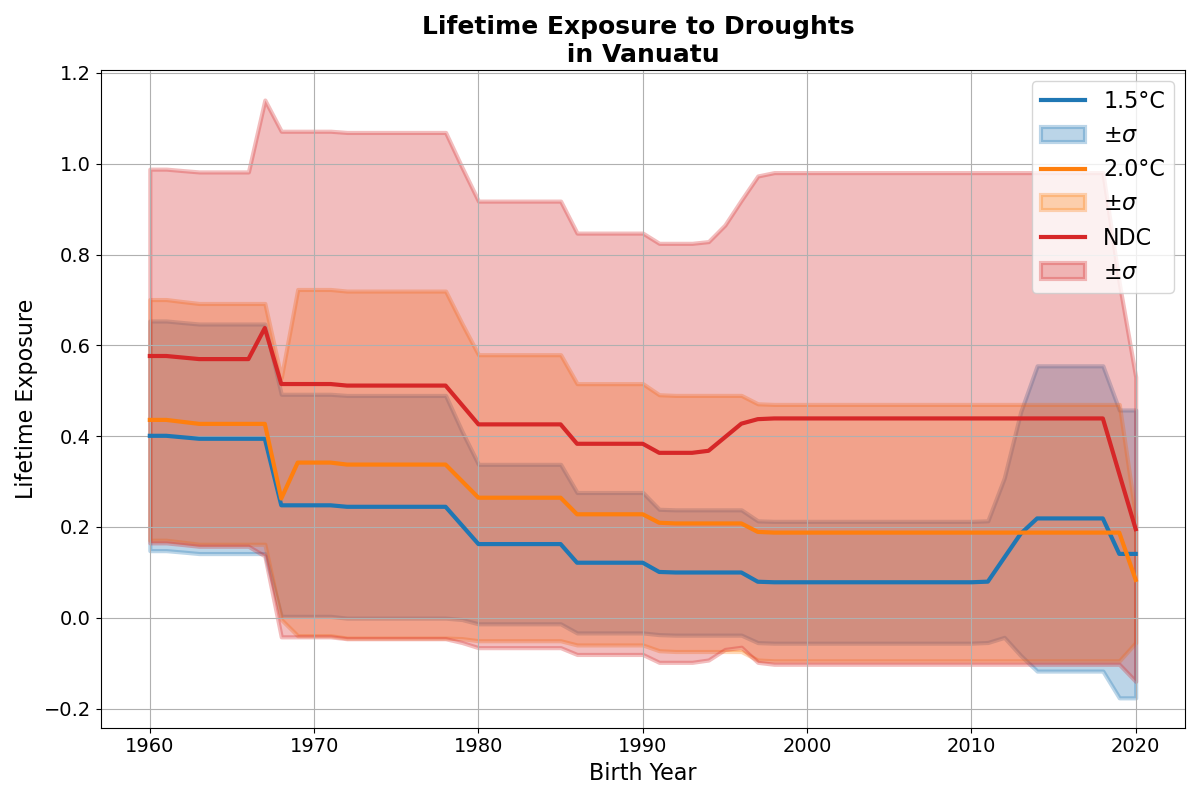 Lifetime Exposure to Droughts
in Vanuatu
Lifetime Exposure
1.2
1.0
0.8
0.6
0.4
0.2
0.0
−0.2
1.5°C
±σ
2.0°C
±σ
NDC
±σ
1960
1970
1980
1990
2000
2010
2020
Birth Year